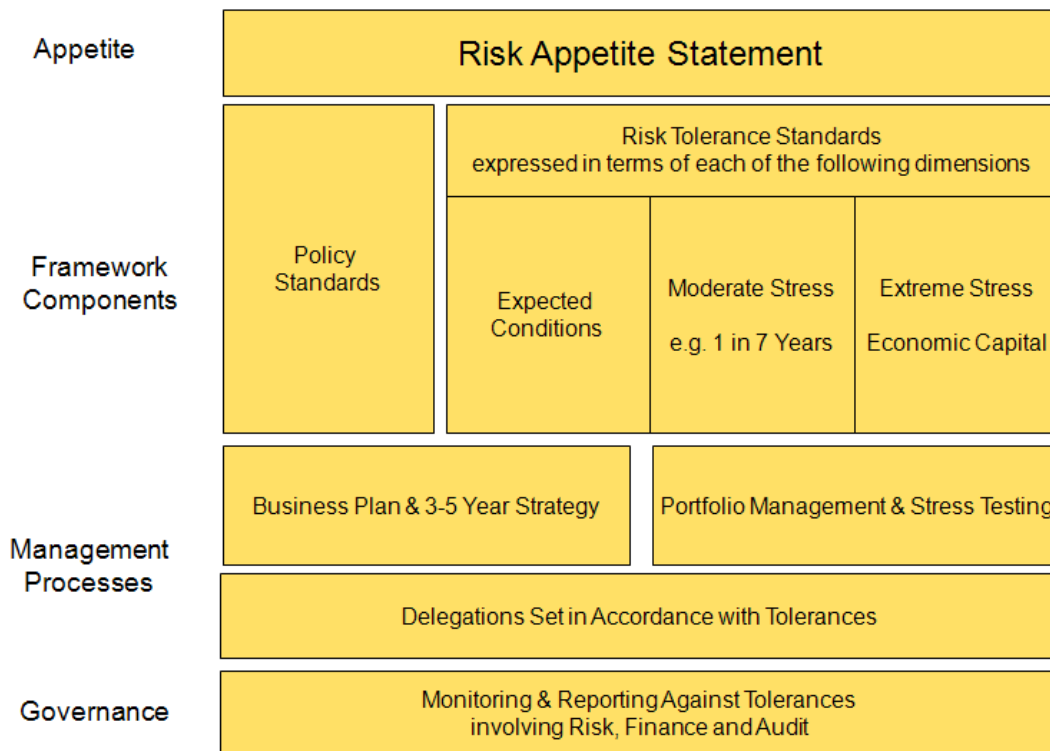 Appetite
Risk Appetite Statement
Risk Tolerance Standards
expressed in terms of each of the following dimensions
Framework
Components
Policy
Standards
Expected
Conditions
Moderate Stress
e.g. 1 in 7 Years
Extreme Stress
Economic Capital
Management
Processes
Business Plan & 3-5 Year Strategy
Portfolio Management & Stress Testing
Delegations Set in Accordance with Tolerances
Governance
Monitoring & Reporting Against Tolerances
involving Risk, Finance and Audit